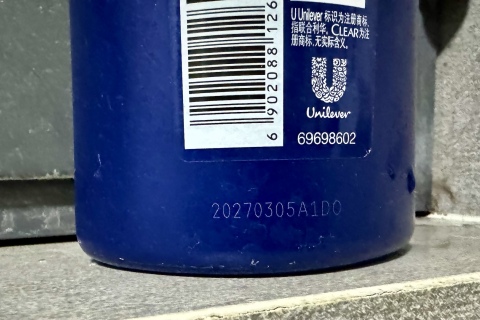 U Unilever 标识为注册商标,
指联合利华, CLEAR为注
册商标,无实际含义。
Unilever
69698602
6 902088 126
20270305A1DO